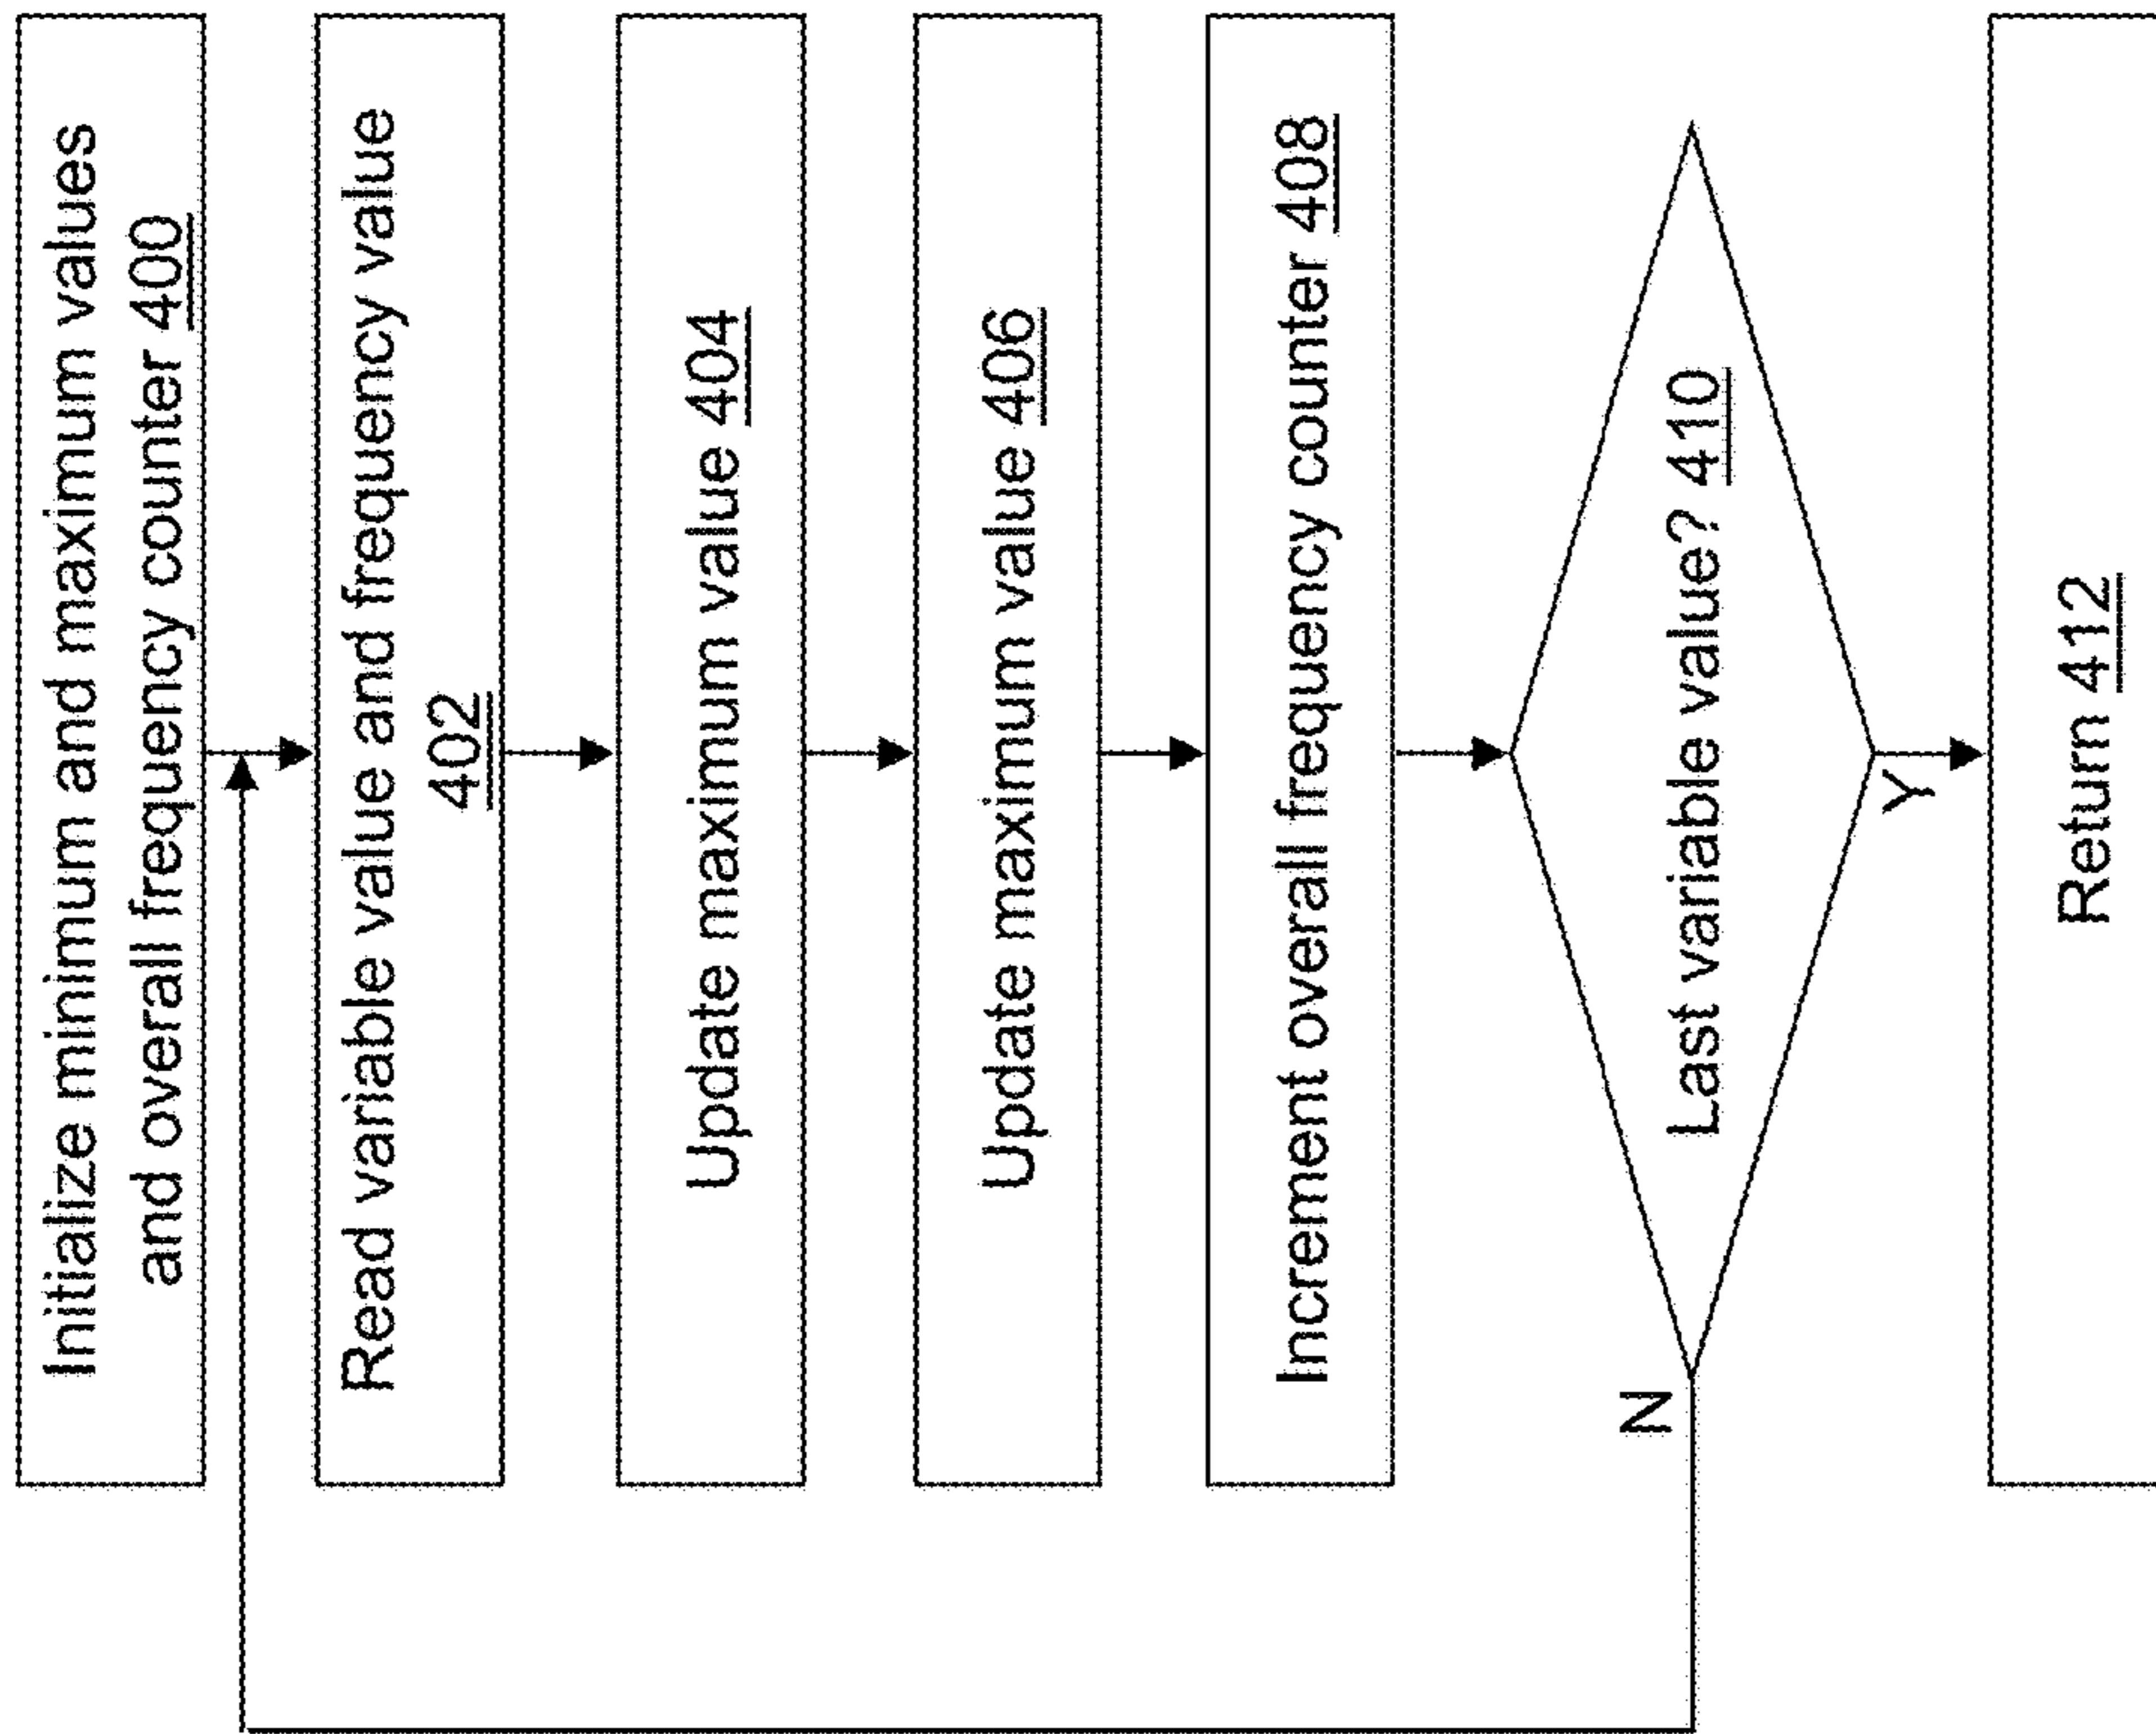 Initialize minimum and maximum values
and overall frequency counter 400
Read variable value and frequency value
402
Update maximum value 404
Update maximum value 406
Increment overall frequency counter 408
Last variable value? 410
N
Y
Return 412